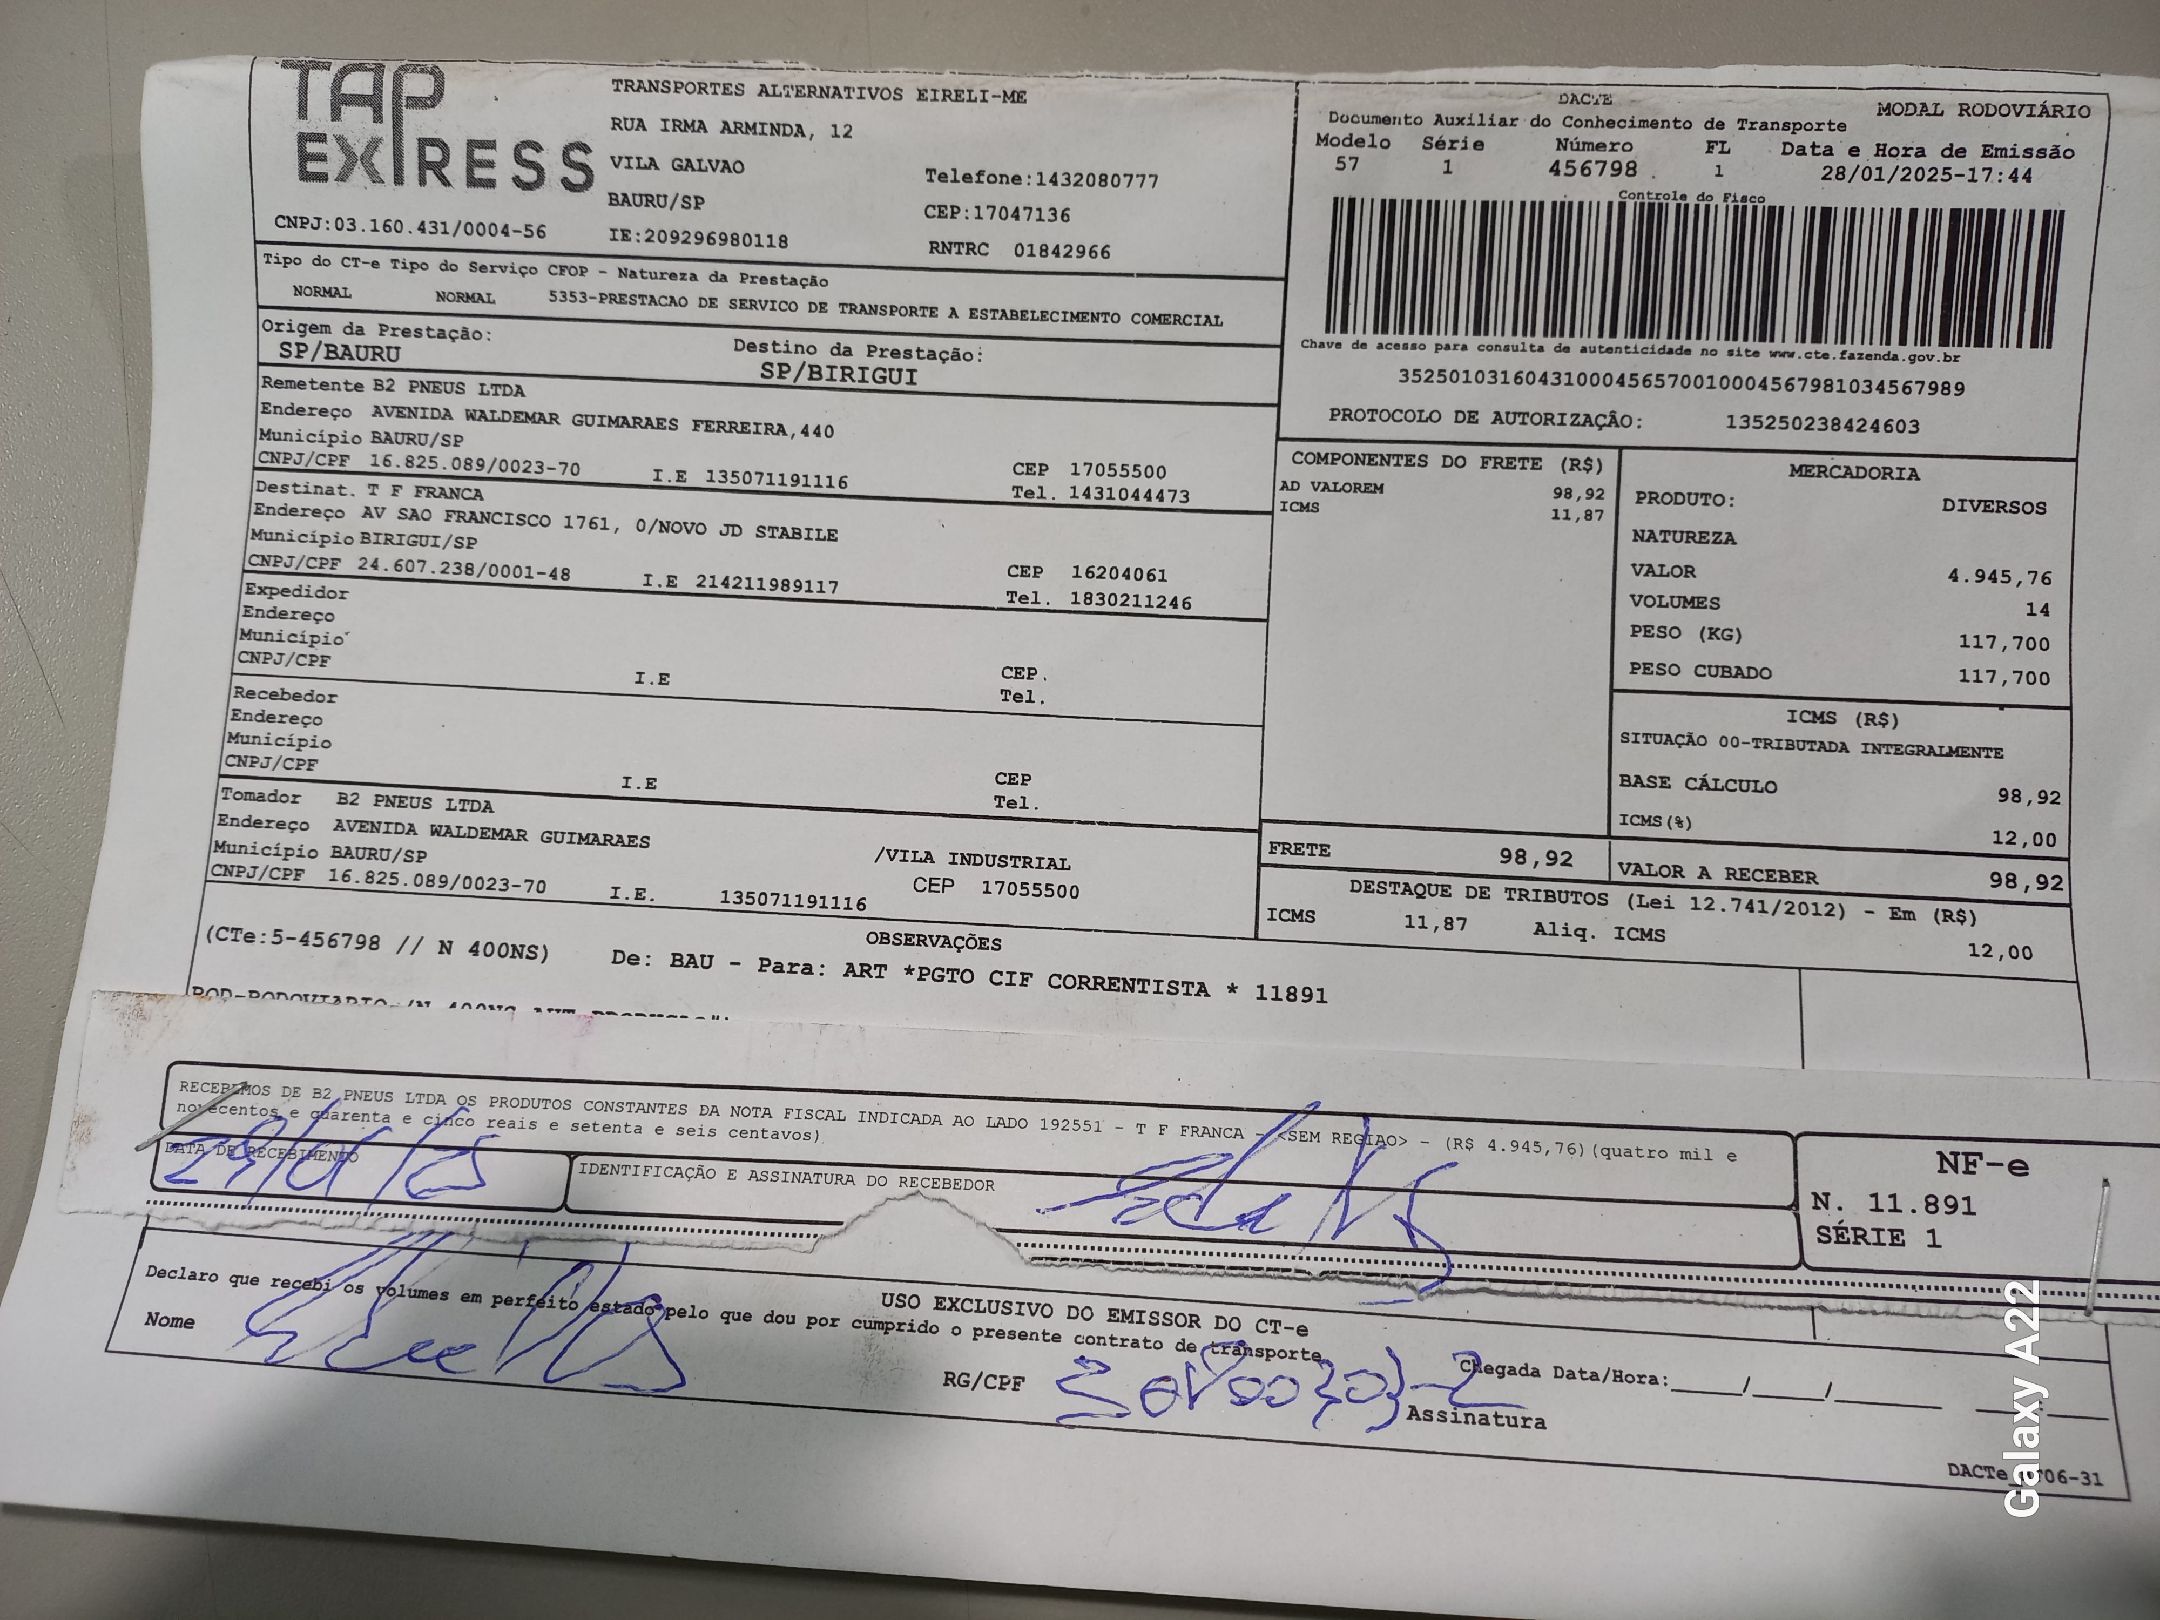 TAP EXPRESS
CNPJ:03.160.431/0004-56
TRANSPORTES ALTERNATIVOS EIRELI-ME
RUA IRMA ARMINDA, 12
VILA GALVAO
BAURU/SP
IE:209296980118
Telefone:1432080777
CEP:17047136
RNTRC 01842966
DACTE
MODAL RODOVIÁRIO
Documento Auxiliar do Conhecimento de Transporte
Modelo Série Número FL Data e Hora de Emissão
57 1 456798 1 28/01/2025-17:44
Controle do Fisco
Chave de acesso para consulta de autenticidade no site www.cte.fazenda.gov.br
35250103160431000456570010004567981034567989
PROTOCOLO DE AUTORIZAÇÃO: 135250238424603
Tipo do CT-e Tipo do Serviço CFOP - Natureza da Prestação
NORMAL NORMAL 5353-PRESTACAO DE SERVICO DE TRANSPORTE A ESTABELECIMENTO COMERCIAL
Origem da Prestação: Destino da Prestação:
SP/BAURU SP/BIRIGUI
Remetente B2 PNEUS LTDA
Endereço AVENIDA WALDEMAR GUIMARAES FERREIRA,440
Município BAURU/SP CEP 17055500
CNPJ/CPF 16.825.089/0023-70 I.E 135071191116 Tel. 1431044473
Destinat. T F FRANCA
Endereço AV SAO FRANCISCO 1761, 0/NOVO JD STABILE
Município BIRIGUI/SP CEP 16204061
CNPJ/CPF 24.607.238/0001-48 I.E 214211989117 Tel. 1830211246
Expedidor
Endereço
Município
CNPJ/CPF I.E CEP. Tel.
Recebedor
Endereço
Município
CNPJ/CPF I.E CEP Tel.
Tomador B2 PNEUS LTDA
Endereço AVENIDA WALDEMAR GUIMARAES /VILA INDUSTRIAL
Município BAURU/SP CEP 17055500
CNPJ/CPF 16.825.089/0023-70 I.E. 135071191116
COMPONENTES DO FRETE (R$)
AD VALOREM 98,92
ICMS 11,87
MERCADORIA
PRODUTO: DIVERSOS
NATUREZA
VALOR 4.945,76
VOLUMES 14
PESO (KG) 117,700
PESO CUBADO 117,700
ICMS (R$)
SITUAÇÃO 00-TRIBUTADA INTEGRALMENTE
BASE CÁLCULO 98,92
ICMS(%) 12,00
FRETE 98,92 VALOR A RECEBER 98,92
DESTAQUE DE TRIBUTOS (Lei 12.741/2012) - Em (R$)
ICMS 11,87 Aliq. ICMS 12,00
OBSERVAÇÕES
(CTe:5-456798 // N 400NS) De: BAU - Para: ART *PGTO CIF CORRENTISTA * 11891
RECEBEMOS DE B2 PNEUS LTDA OS PRODUTOS CONSTANTES DA NOTA FISCAL INDICADA AO LADO 192551 - T F FRANCA - <SEM REGIAO> - (R$ 4.945,76)(quatro mil e
novecentos e quarenta e cinco reais e setenta e seis centavos)
DATA DE RECEBIMENTO
29/01/25
IDENTIFICAÇÃO E ASSINATURA DO RECEBEDOR
NF-e
N. 11.891
SÉRIE 1
USO EXCLUSIVO DO EMISSOR DO CT-e
Declaro que recebi os volumes em perfeito estado pelo que dou por cumprido o presente contrato de transporte
Nome
RG/CPF
Chegada Data/Hora:____/____/______
Assinatura
Galaxy A22